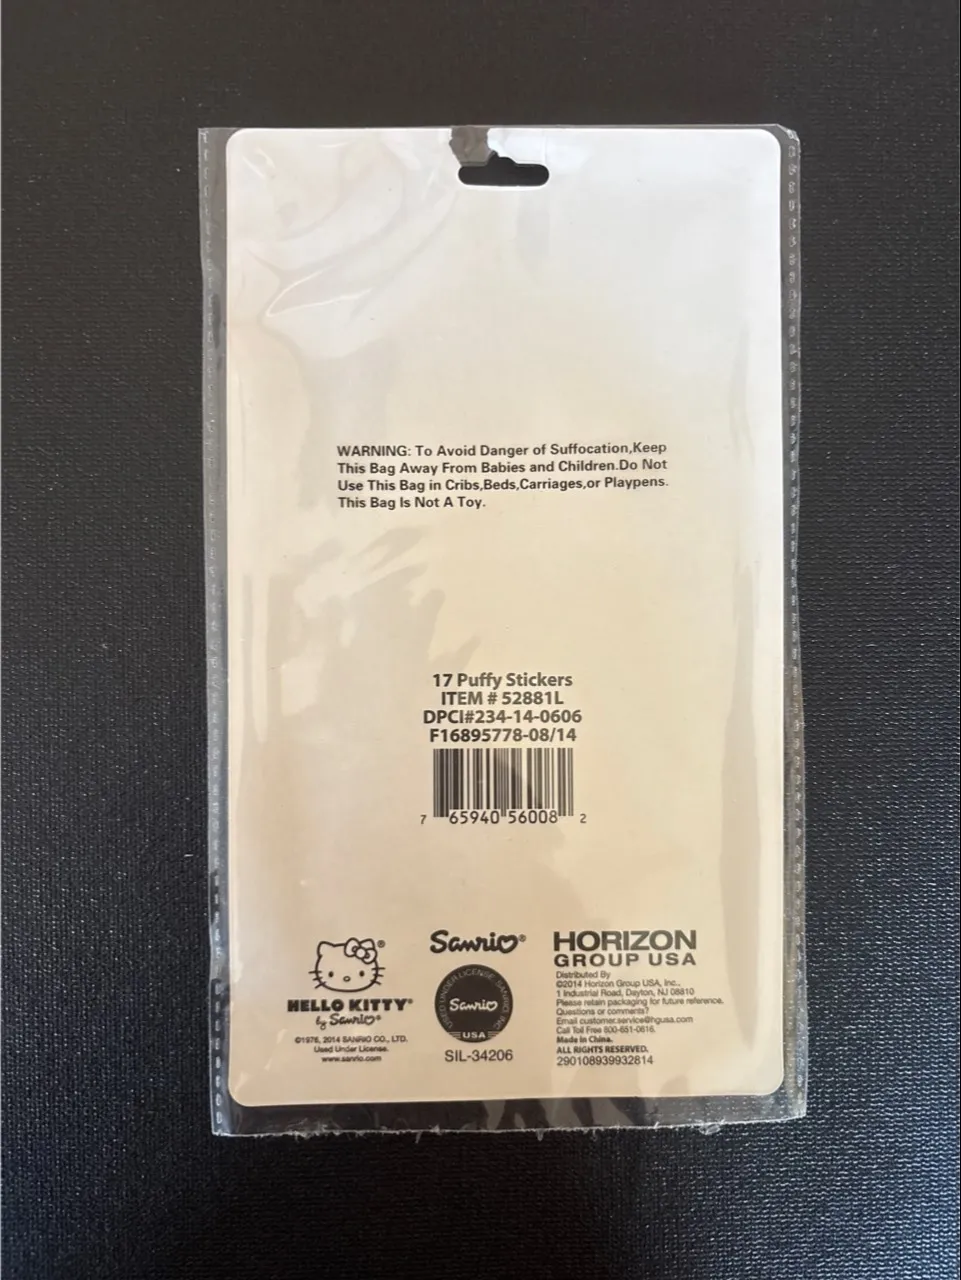 WARNING: To Avoid Danger of Suffocation,Keep
This Bag Away From Babies and Children.Do Not
Use This Bag in Cribs,Beds,Carriages,or Playpens.
This Bag Is Not A Toy.
17 Puffy Stickers
ITEM # 52881L
DPCI#234-14-0606
F16895778-08/14
7 65940 56008 2
HELLO KITTY®
by Sanrio®
©1976, 2014 SANRIO CO., LTD.
Used Under License.
www.sanrio.com
Sanrio®
USED UNDER LICENSE SANRIO, INC.
Sanrio
USA
SIL-34206
HORIZON
GROUP USA
Distributed By
©2014 Horizon Group USA, Inc.,
1 Industrial Road, Dayton, NJ 08810
Please retain packaging for future reference.
Questions or comments?
Email customer.service@hgusa.com
Call Toll Free 800-651-0616.
Made in China.
ALL RIGHTS RESERVED.
290108939932814